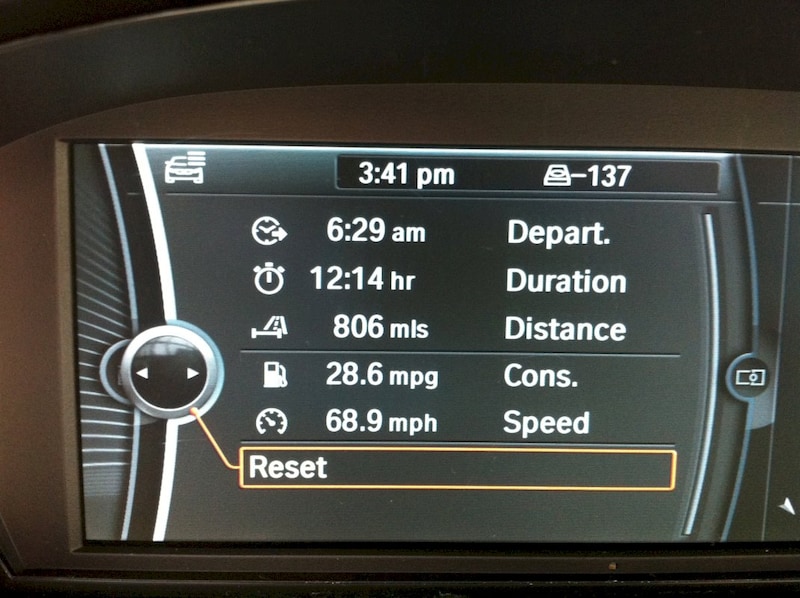 3:41 pm –137
6:29 am Depart.
12:14 hr Duration
806 mls Distance
28.6 mpg Cons.
68.9 mph Speed
Reset